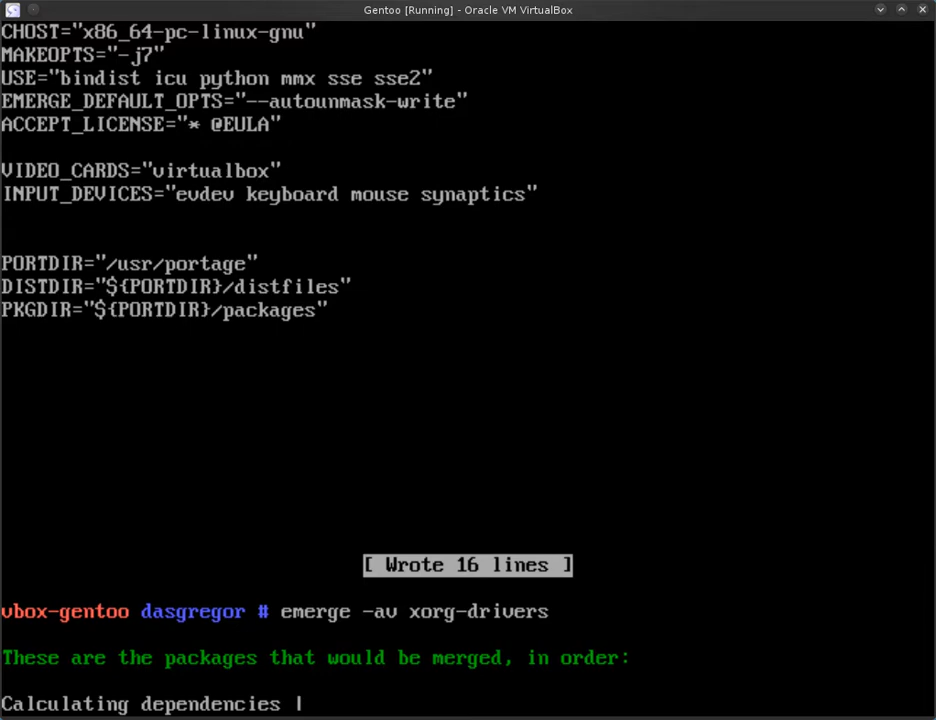 Gentoo [Running] - Oracle VM VirtualBox
CHOST="x86_64-pc-linux-gnu"
MAKEOPTS="-j7"
USE="bindist icu python mmx sse sse2"
EMERGE_DEFAULT_OPTS="--autounmask-write"
ACCEPT_LICENSE="* @EULA"
VIDEO_CARDS="virtualbox"
INPUT_DEVICES="evdev keyboard mouse synaptics"
PORTDIR="/usr/portage"
DISTDIR="${PORTDIR}/distfiles"
PKGDIR="${PORTDIR}/packages"
[ Wrote 16 lines ]
vbox-gentoo dasgregor # emerge -av xorg-drivers
These are the packages that would be merged, in order:
Calculating dependencies |